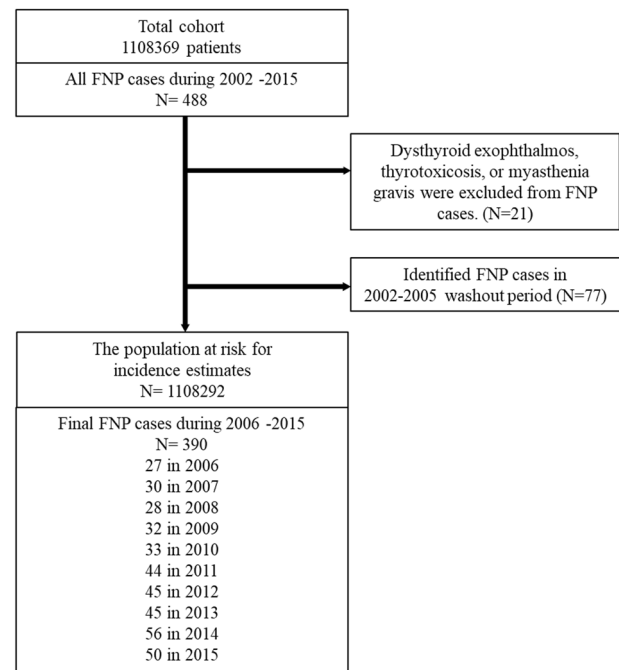 Total cohort
1108369 patients
All FNP cases during 2002 -2015
N= 488
Dysthyroid exophthalmos,
thyrotoxicosis, or myasthenia
gravis were excluded from FNP
cases. (N=21)
Identified FNP cases in
2002-2005 washout period (N=77)
The population at risk for
incidence estimates
N= 1108292
Final FNP cases during 2006 -2015
N= 390
27 in 2006
30 in 2007
28 in 2008
32 in 2009
33 in 2010
44 in 2011
45 in 2012
45 in 2013
56 in 2014
50 in 2015